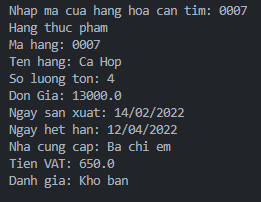 Nhap ma cua hang hoa can tim: 0007
Hang thuc pham
Ma hang: 0007
Ten hang: Ca Hop
So luong ton: 4
Don Gia: 13000.0
Ngay san xuat: 14/02/2022
Ngay het han: 12/04/2022
Nha cung cap: Ba chi em
Tien VAT: 650.0
Danh gia: Kho ban